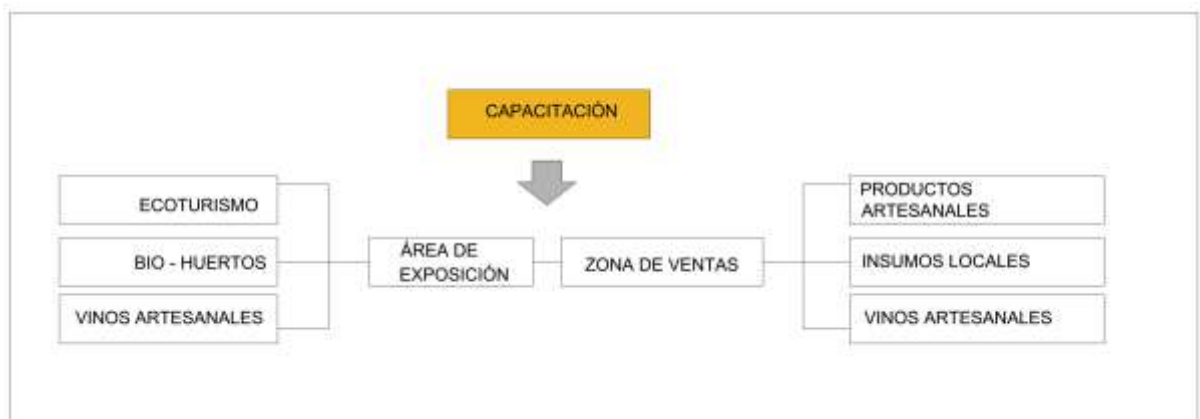 CAPACITACIÓN
ECOTURISMO
BIO - HUERTOS
VINOS ARTESANALES
ÁREA DE
EXPOSICIÓN
ZONA DE VENTAS
PRODUCTOS
ARTESANALES
INSUMOS LOCALES
VINOS ARTESANALES